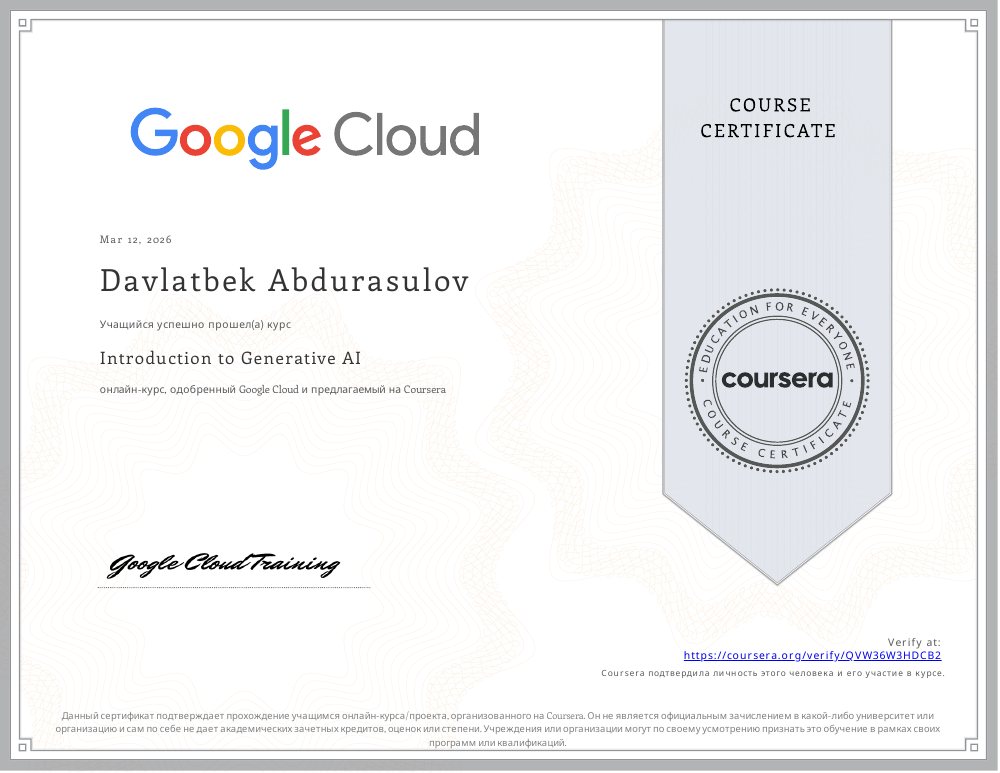 Google Cloud
COURSE
CERTIFICATE
Mar 12, 2026
Davlatbek Abdurasulov
Учащийся успешно прошел(а) курс
Introduction to Generative AI
онлайн-курс, одобренный Google Cloud и предлагаемый на Coursera
EDUCATION FOR EVERYONE
coursera
COURSE CERTIFICATE
Google Cloud Training
Verify at:
https://coursera.org/verify/QVW36W3HDCB2
Coursera подтвердила личность этого человека и его участие в курсе.
Данный сертификат подтверждает прохождение учащимся онлайн-курса/проекта, организованного на Coursera. Он не является официальным зачислением в какой-либо университет или
организацию и сам по себе не дает академических зачетных кредитов, оценок или степени. Учреждения или организации могут по своему усмотрению признать это обучение в рамках своих
программ или квалификаций.